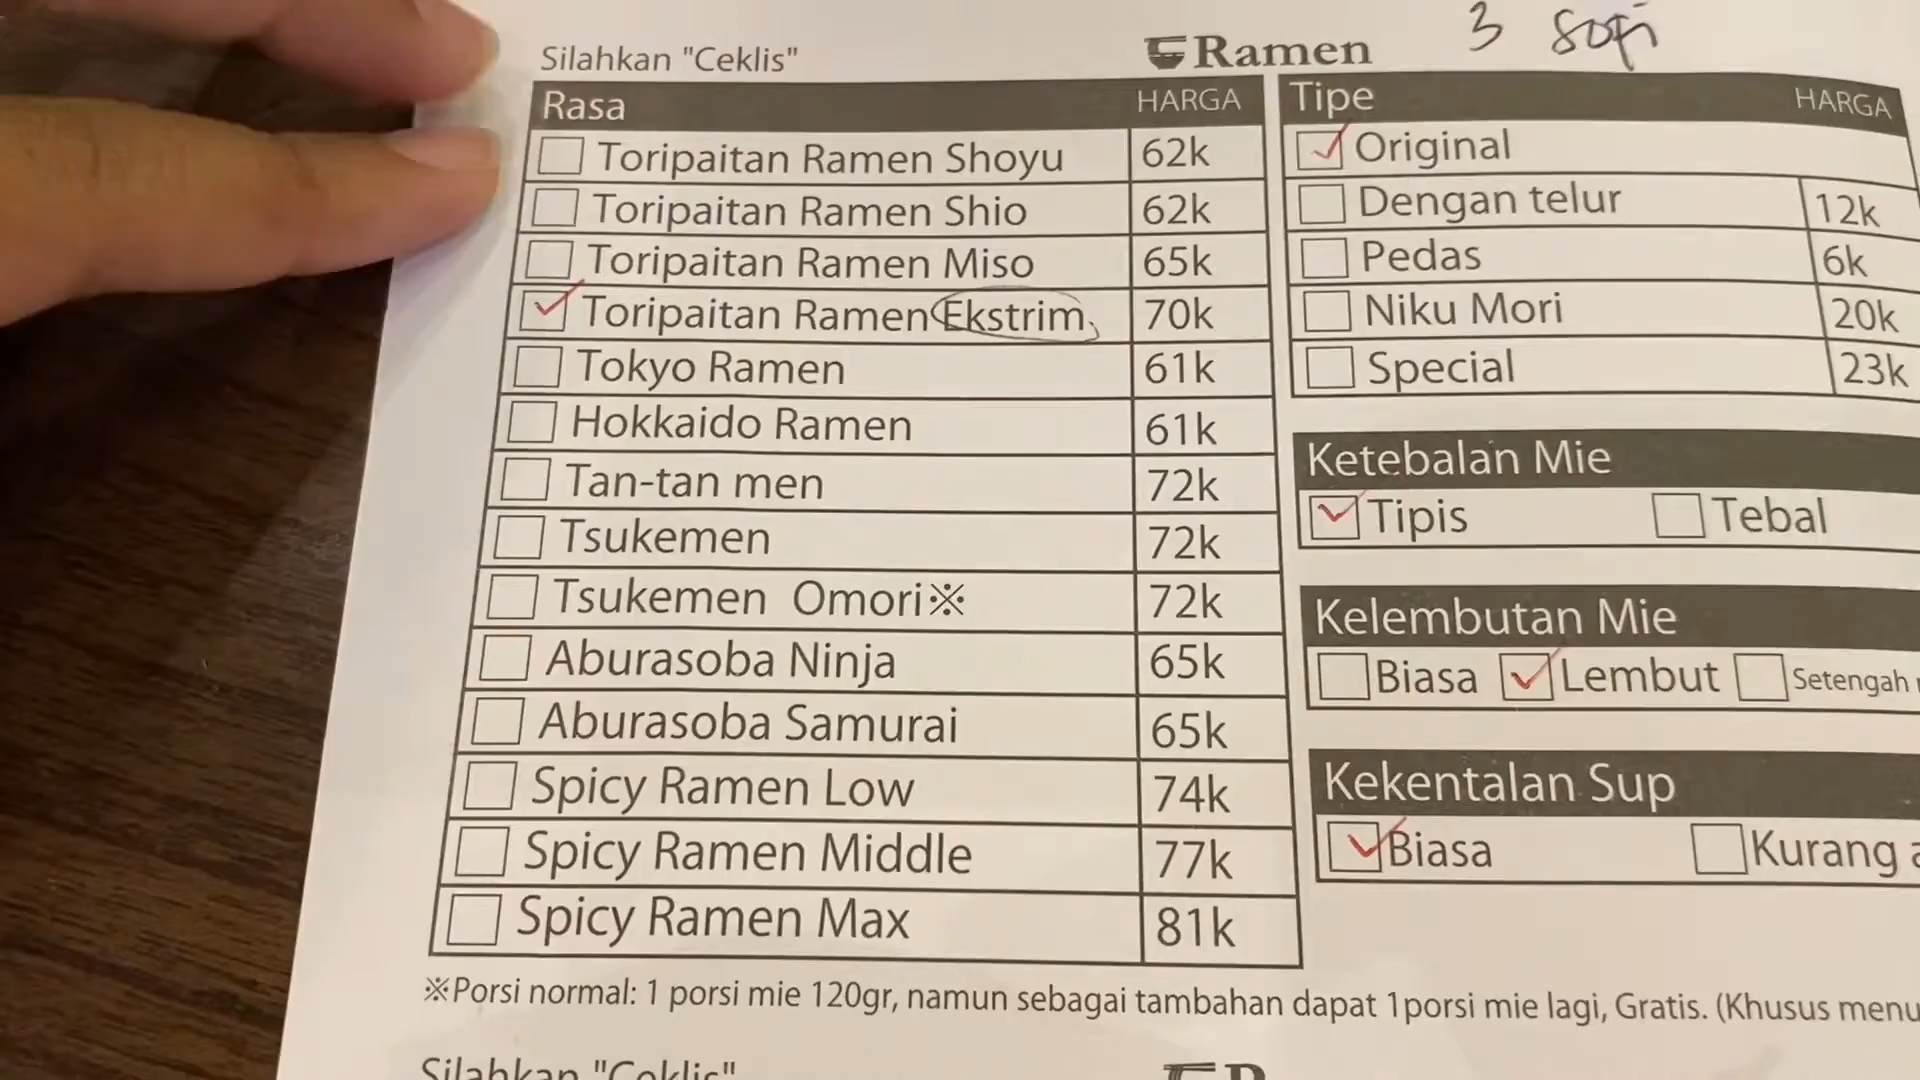 3 Sofi
Silahkan "Ceklis"
Ramen
Rasa HARGA
Toripaitan Ramen Shoyu 62k
Toripaitan Ramen Shio 62k
Toripaitan Ramen Miso 65k
Toripaitan Ramen Ekstrim 70k
Tokyo Ramen 61k
Hokkaido Ramen 61k
Tan-tan men 72k
Tsukemen 72k
Tsukemen Omori※ 72k
Aburasoba Ninja 65k
Aburasoba Samurai 65k
Spicy Ramen Low 74k
Spicy Ramen Middle 77k
Spicy Ramen Max 81k
Tipe HARGA
Original
Dengan telur 12k
Pedas 6k
Niku Mori 20k
Special 23k
Ketebalan Mie
Tipis Tebal
Kelembutan Mie
Biasa Lembut Setengah
Kekentalan Sup
Biasa Kurang
※Porsi normal: 1 porsi mie 120gr, namun sebagai tambahan dapat 1porsi mie lagi, Gratis. (Khusus menu
Silahkan "Ceklis"